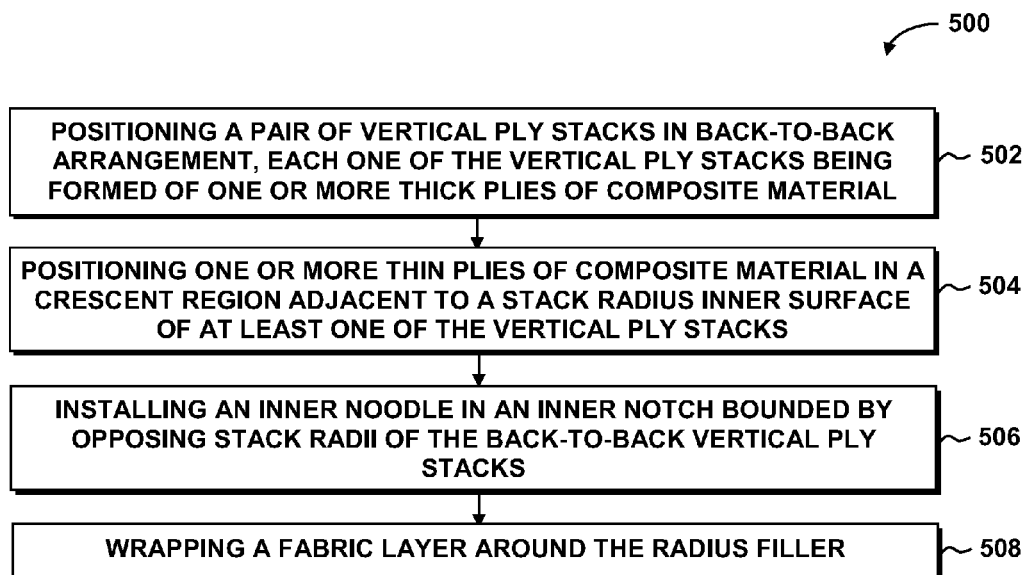 500
POSITIONING A PAIR OF VERTICAL PLY STACKS IN BACK-TO-BACK
ARRANGEMENT, EACH ONE OF THE VERTICAL PLY STACKS BEING
FORMED OF ONE OR MORE THICK PLIES OF COMPOSITE MATERIAL
502
POSITIONING ONE OR MORE THIN PLIES OF COMPOSITE MATERIAL IN A
CRESCENT REGION ADJACENT TO A STACK RADIUS INNER SURFACE
OF AT LEAST ONE OF THE VERTICAL PLY STACKS
504
INSTALLING AN INNER NOODLE IN AN INNER NOTCH BOUNDED BY
OPPOSING STACK RADII OF THE BACK-TO-BACK VERTICAL PLY
STACKS
506
WRAPPING A FABRIC LAYER AROUND THE RADIUS FILLER
508